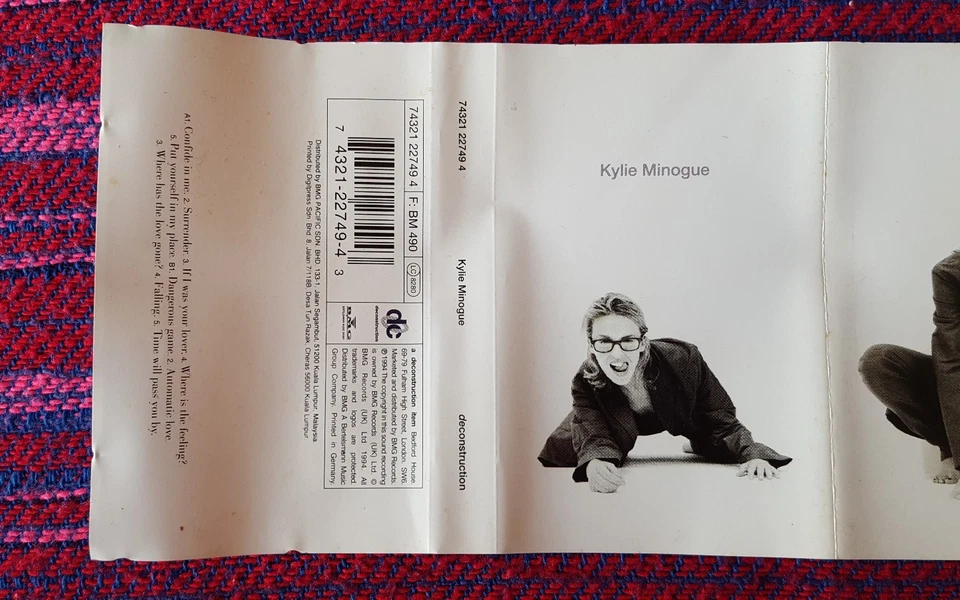 A1. Confide in me. 2. Surrender. 3. If I was your lover. 4. Where is the feeling?
5. Put yourself in my place. B1. Dangerous game. 2. Automatic love.
3. Where has the love gone? 4. Falling. 5. Time will pass you by.
Distributed by BMG PACIFIC SDN. BHD. 133-1, Jalan Segambut, 51200 Kuala Lumpur, Malaysia
Printed by Digipress Sdn Bhd 8, Jalan 7/118B, Desa Tun Razak, Cheras 56000 Kuala Lumpur
74321 22749 4
F: BM 490
LC 8280
7 4321-22749-4 3
dc
deconstruction
BMG
a deconstruction item Bedford House
69-79 Fulham High Street, London. SW6.
Marketed and distributed by BMG Records.
℗ 1994 The copyright in this sound recording
is owned by BMG Records (UK) Ltd. ©
BMG Records (UK) Ltd. 1994. All
trademarks and logos are protected.
Distributed by BMG A Bertelsmann Music
Group Company. Printed in Germany
74321 22749 4
Kylie Minogue
deconstruction
Kylie Minogue